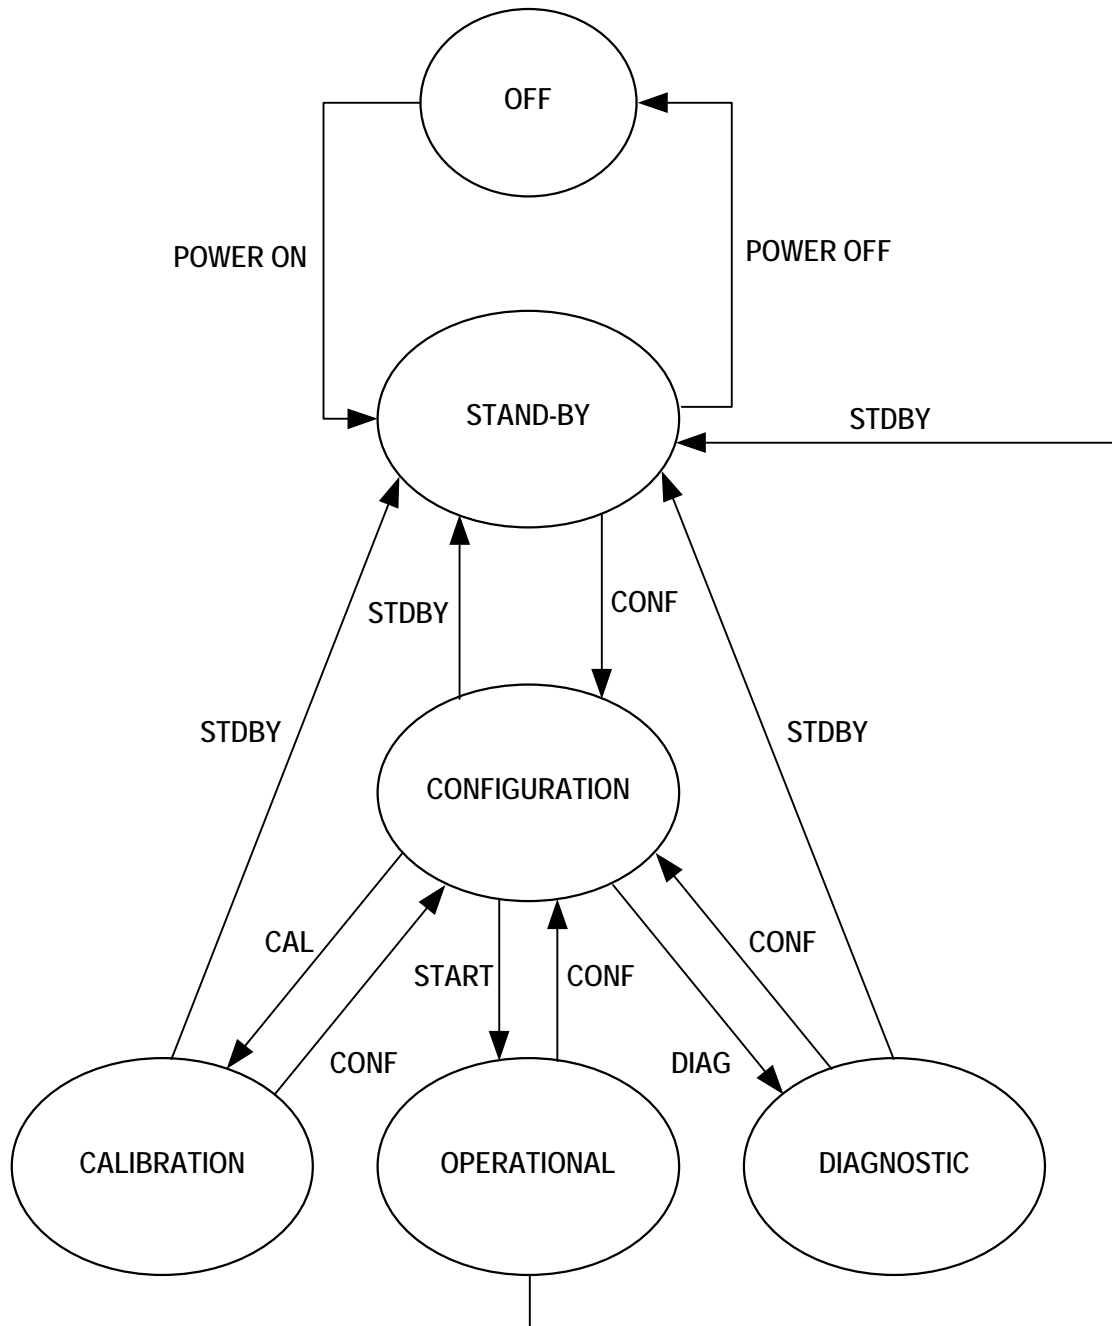 OFF
POWER ON
POWER OFF
STAND-BY
STDBY
STDBY
CONF
STDBY
STDBY
CONFIGURATION
CAL
START
CONF
CONF
CONF
DIAG
CALIBRATION
OPERATIONAL
DIAGNOSTIC